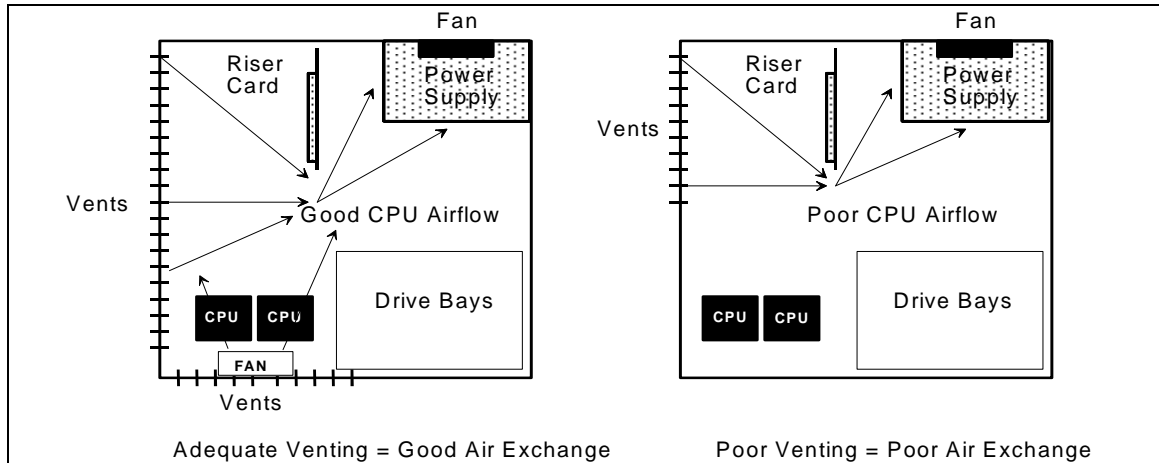 Fan
Riser
Card
Power
Supply
Vents
Good CPU Airflow
Drive Bays
CPU
CPU
FAN
Vents
Adequate Venting = Good Air Exchange
Fan
Riser
Card
Power
Supply
Vents
Poor CPU Airflow
Drive Bays
CPU
CPU
Poor Venting = Poor Air Exchange